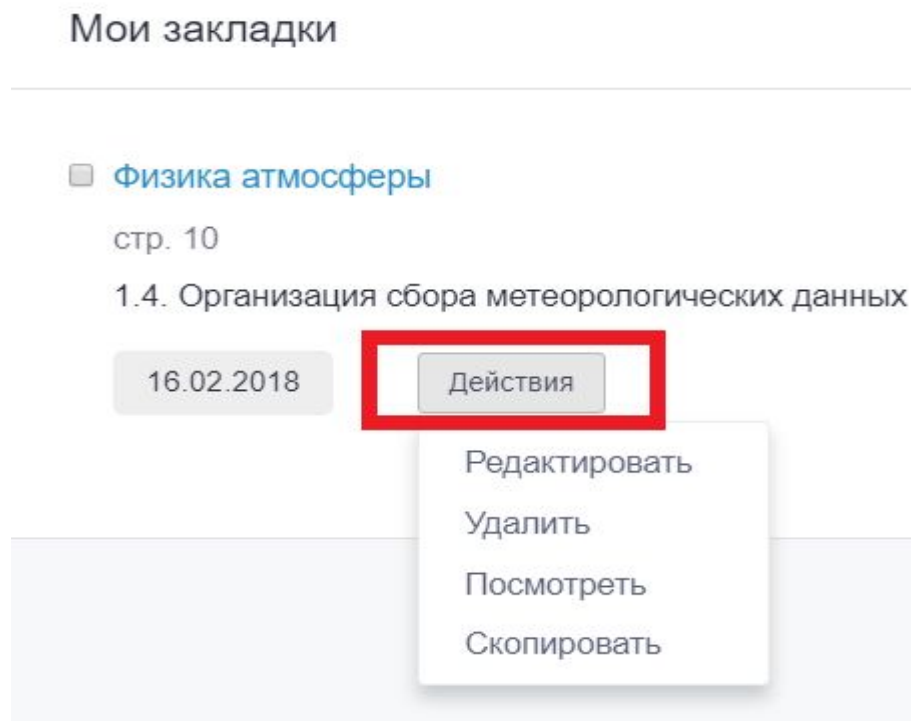 Мои закладки
Физика атмосферы
стр. 10
1.4. Организация сбора метеорологических данных
16.02.2018 Действия
Редактировать
Удалить
Посмотреть
Скопировать